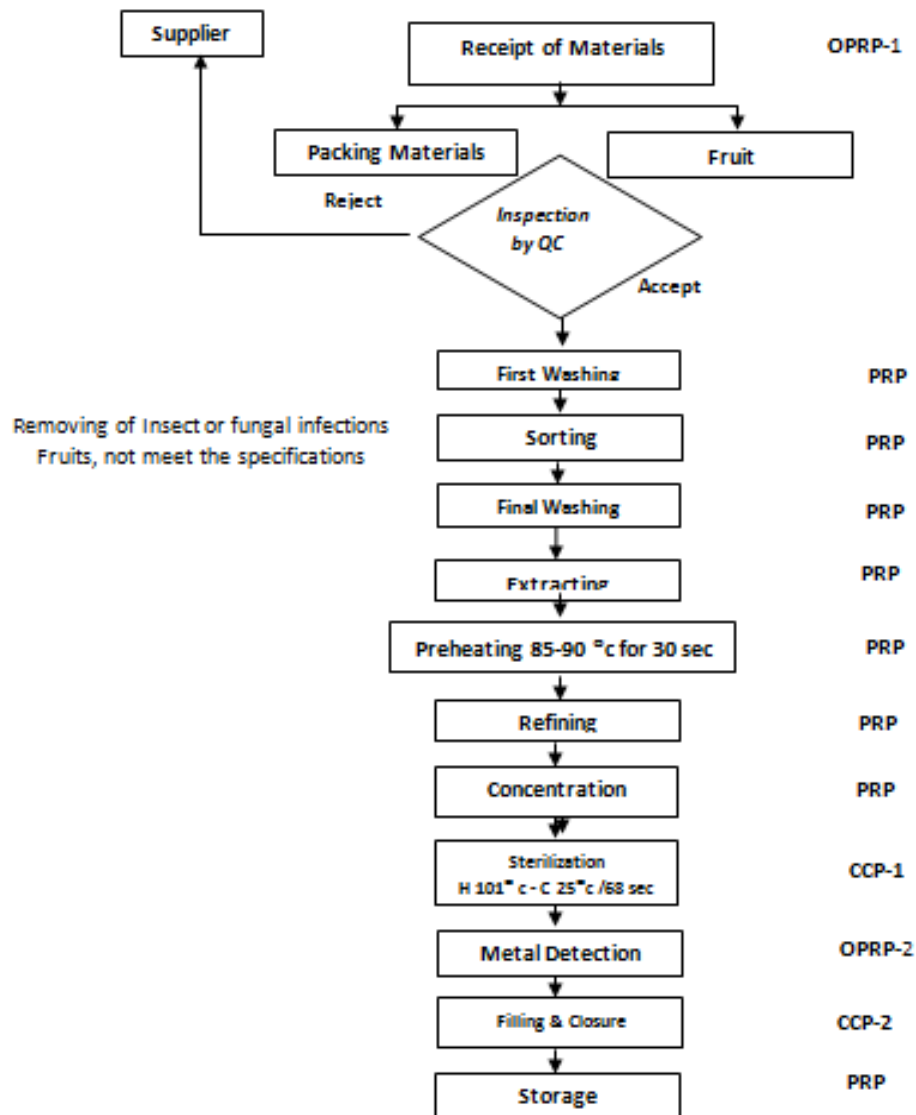 Supplier
Receipt of Materials
OPRP-1
Packing Materials
Fruit
Reject
Inspection
by QC
Accept
First Washing
PRP
Removing of Insect or fungal infections
Fruits, not meet the specifications
Sorting
PRP
Final Washing
PRP
Extracting
PRP
Preheating 85-90 °c for 30 sec
PRP
Refining
PRP
Concentration
PRP
Sterilization
H 101° c - C 25°c /68 sec
CCP-1
Metal Detection
OPRP-2
Filling & Closure
CCP-2
Storage
PRP